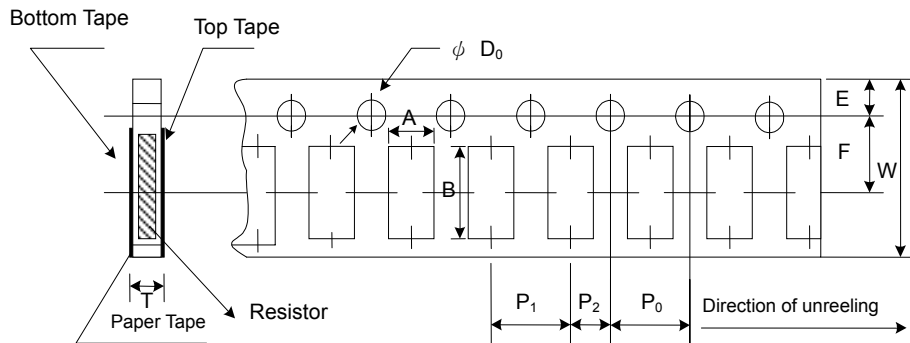 Bottom Tape
Top Tape
ψ D₀
E
A
F
W
B
P₁
P₂
P₀
Direction of unreeling
T
Paper Tape
Resistor